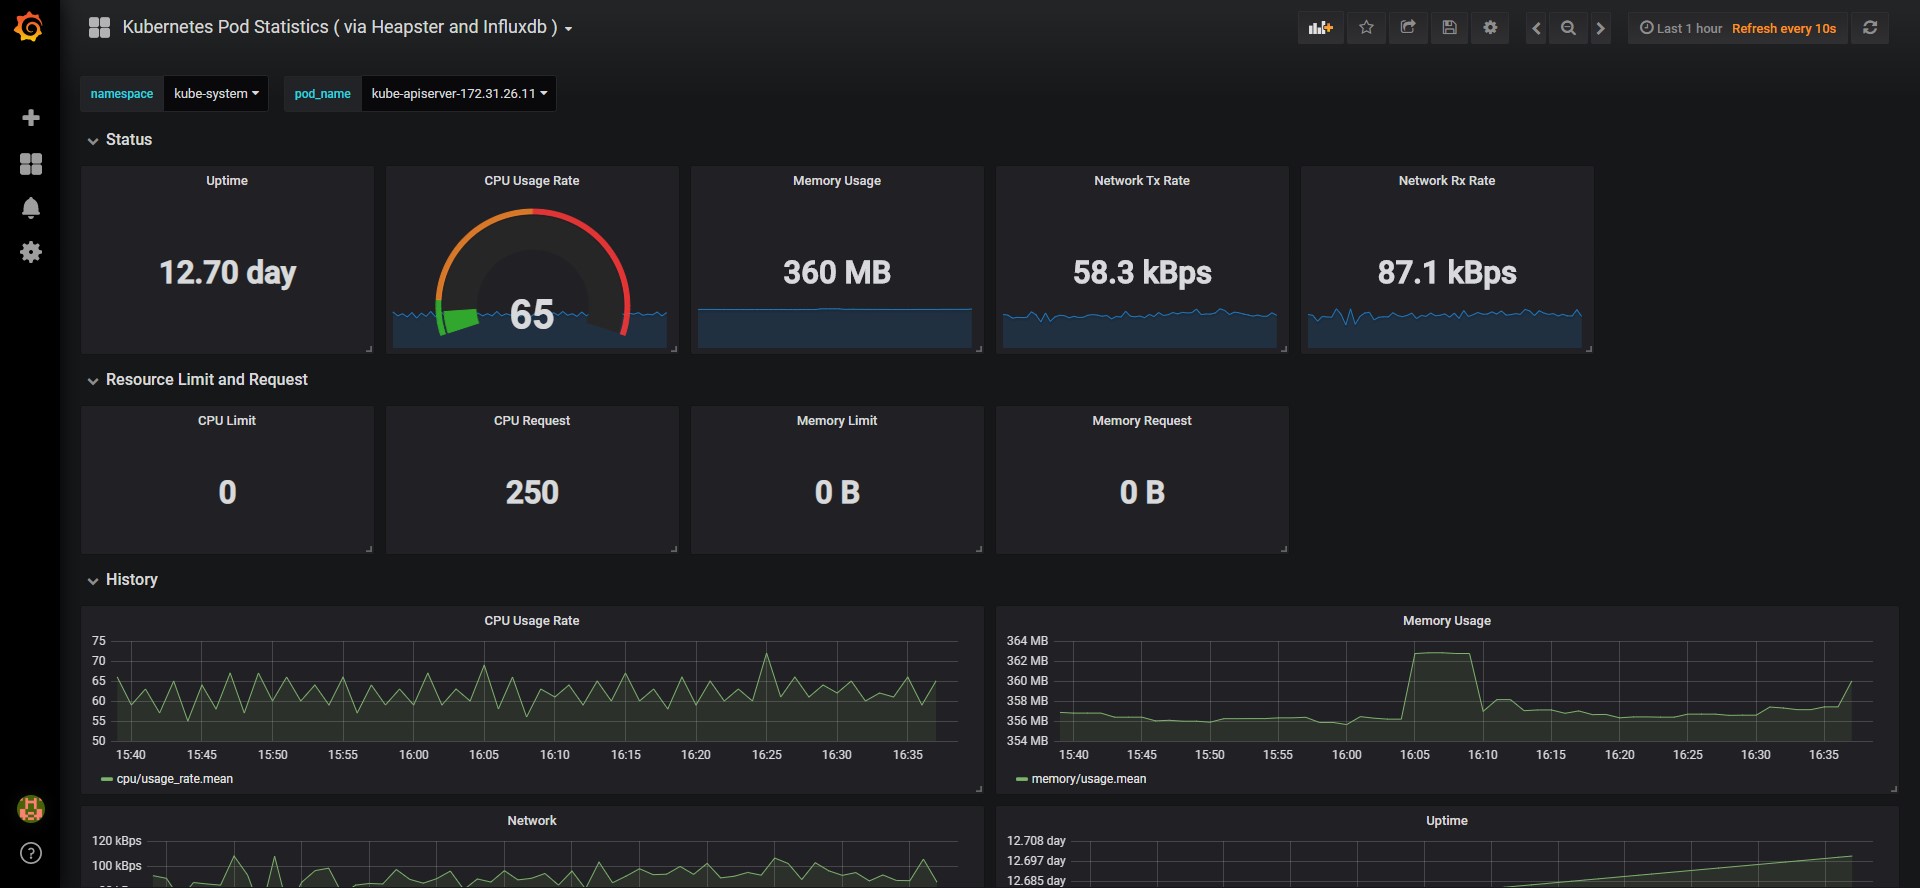 Kubernetes Pod Statistics ( via Heapster and Influxdb )
Last 1 hour Refresh every 10s
namespace kube-system pod_name kube-apiserver-172.31.26.11
Status
Uptime
12.70 day
CPU Usage Rate
65
Memory Usage
360 MB
Network Tx Rate
58.3 kBps
Network Rx Rate
87.1 kBps
Resource Limit and Request
CPU Limit
0
CPU Request
250
Memory Limit
0 B
Memory Request
0 B
History
CPU Usage Rate
75
70
65
60
55
50
15:40 15:45 15:50 15:55 16:00 16:05 16:10 16:15 16:20 16:25 16:30 16:35
cpu/usage_rate.mean
Memory Usage
364 MB
362 MB
360 MB
358 MB
356 MB
354 MB
15:40 15:45 15:50 15:55 16:00 16:05 16:10 16:15 16:20 16:25 16:30 16:35
memory/usage.mean
Network
120 kBps
100 kBps
Uptime
12.708 day
12.697 day
12.685 day